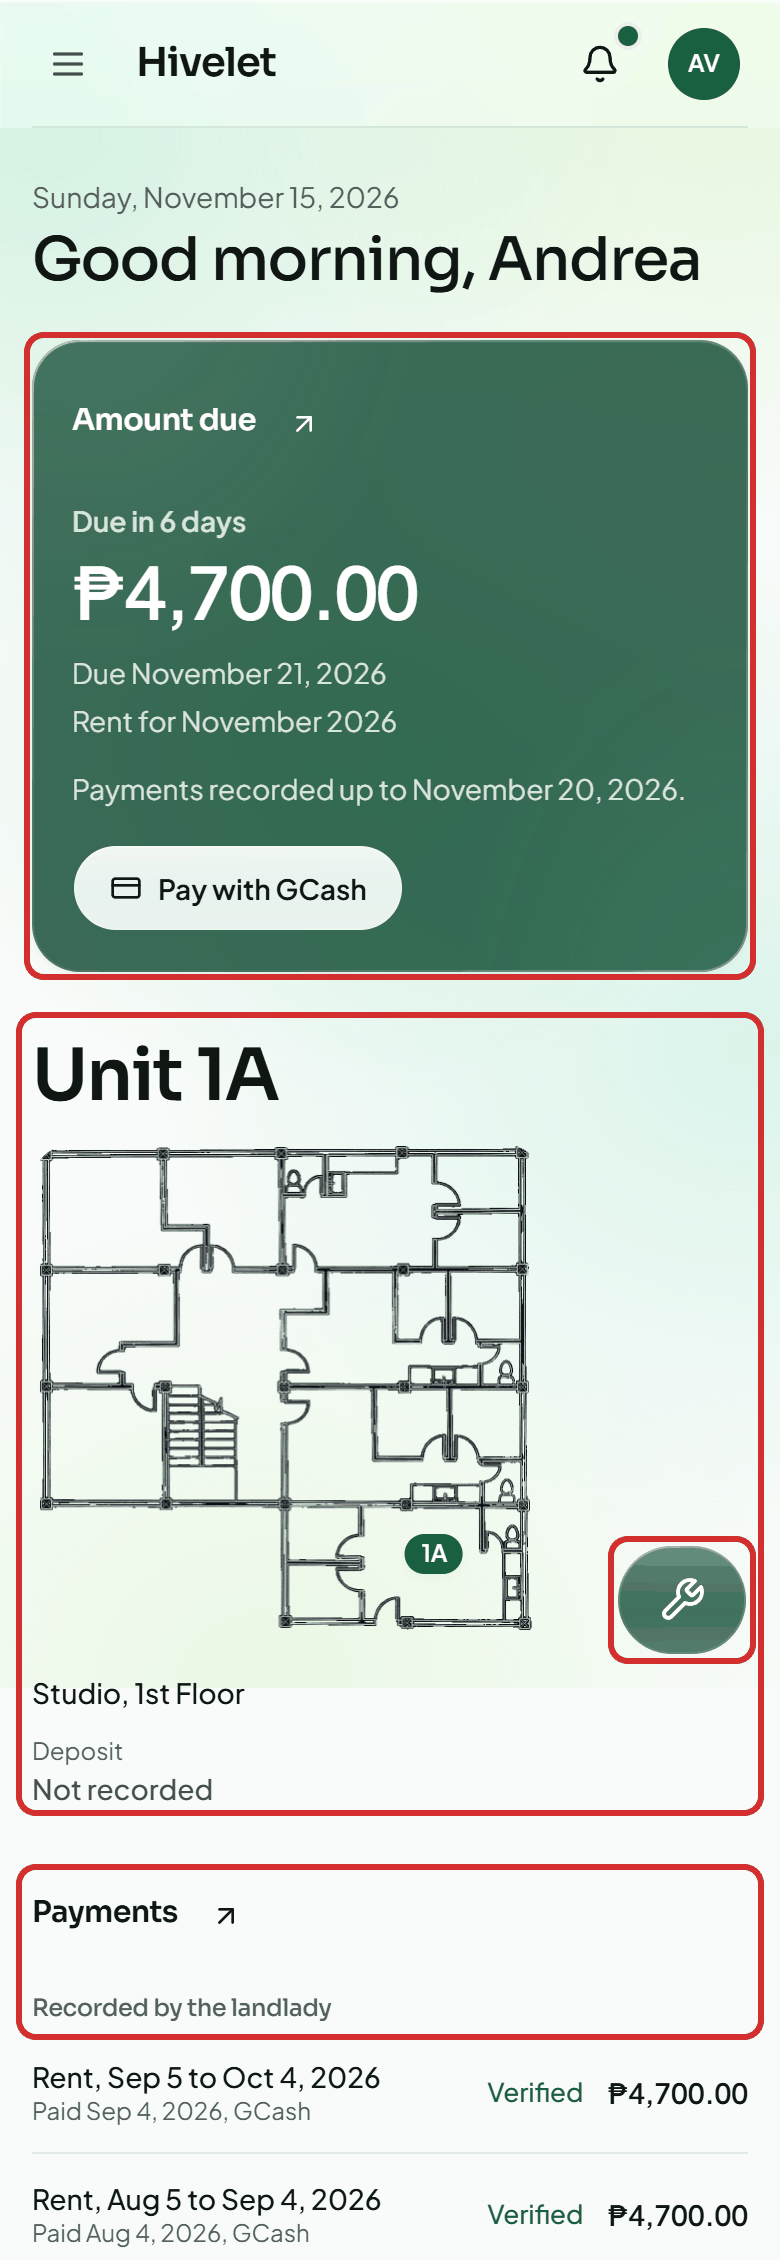 Hivelet
AV
Sunday, November 15, 2026
Good morning, Andrea
Amount due
Due in 6 days
₱4,700.00
Due November 21, 2026
Rent for November 2026
Payments recorded up to November 20, 2026.
Pay with GCash
Unit 1A
1A
Studio, 1st Floor
Deposit
Not recorded
Payments
Recorded by the landlady
Rent, Sep 5 to Oct 4, 2026
Verified ₱4,700.00
Paid Sep 4, 2026, GCash
Rent, Aug 5 to Sep 4, 2026
Verified ₱4,700.00
Paid Aug 4, 2026, GCash